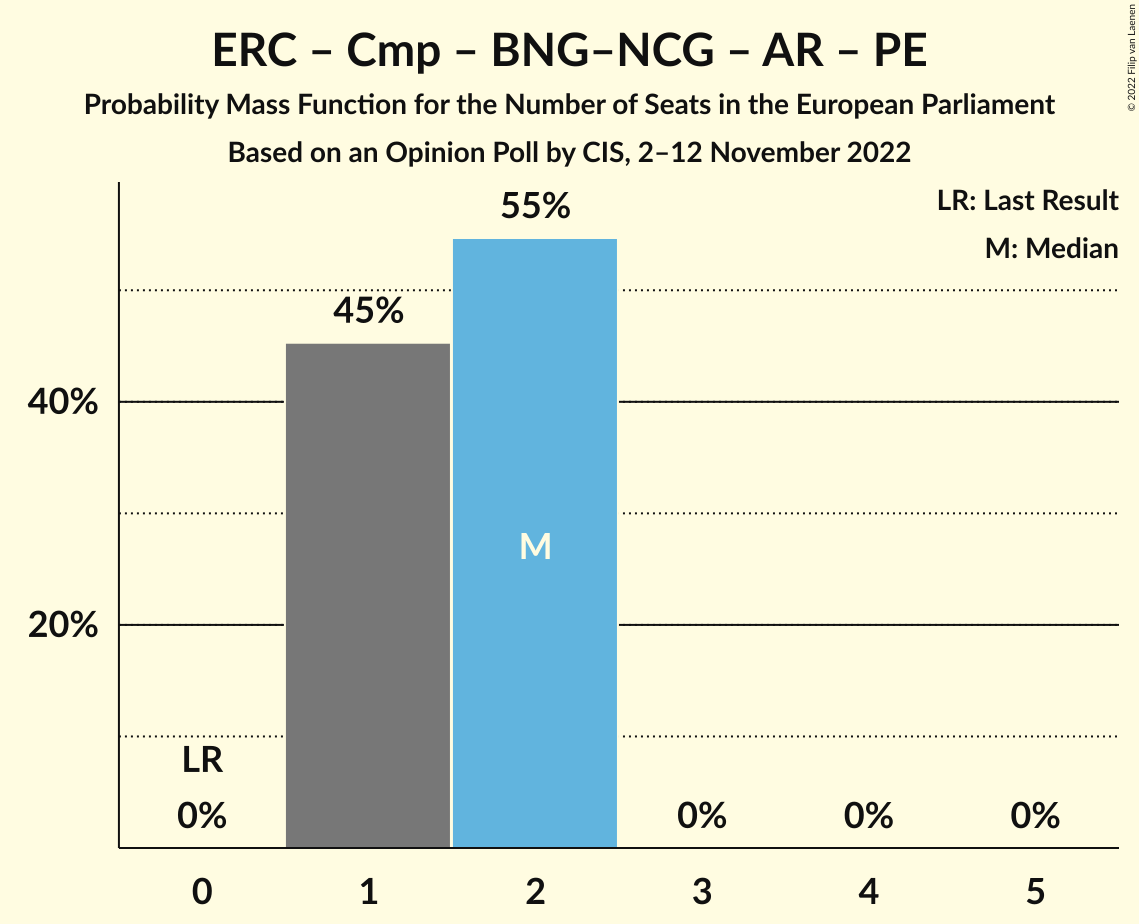 ERC – Cmp – BNG–NCG – AR – PE
Probability Mass Function for the Number of Seats in the European Parliament
Based on an Opinion Poll by CIS, 2–12 November 2022
© 2022 Filip van Laenen
LR: Last Result
M: Median
55%
45%
40%
M
20%
LR
0%
0%
0%
0%
0
1
2
3
4
5